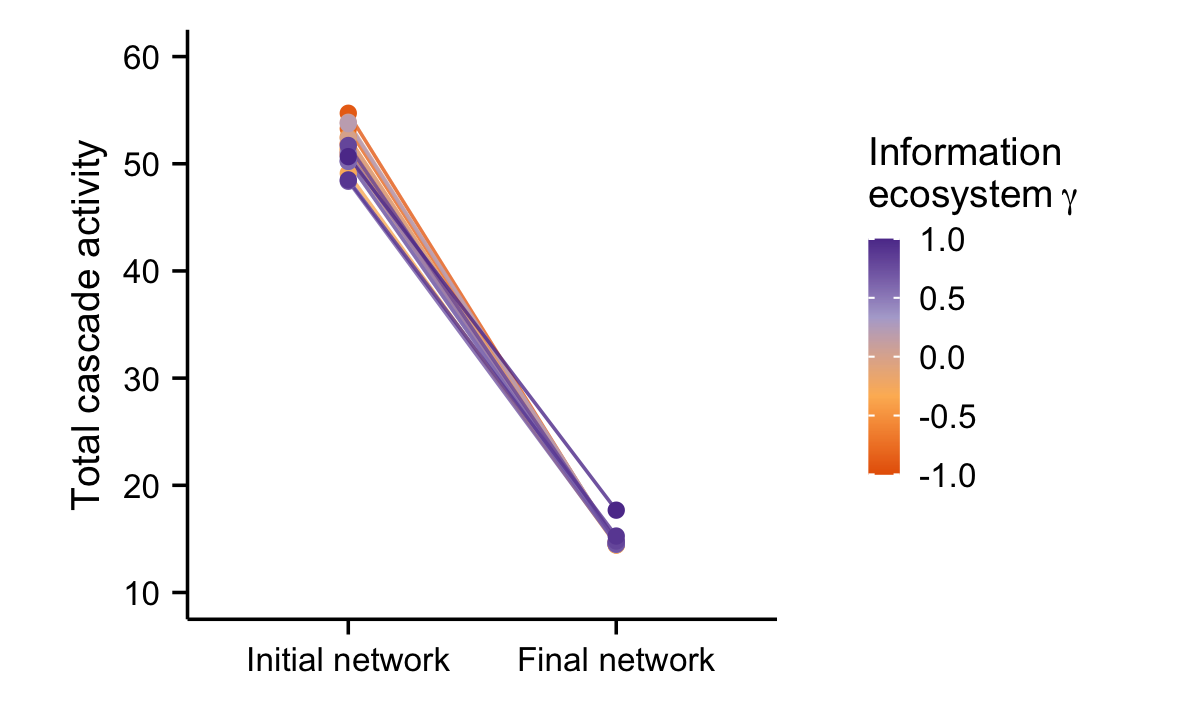 Total cascade activity
60
50
40
30
20
10
Initial network
Final network
Information
ecosystem γ
1.0
0.5
0.0
-0.5
-1.0